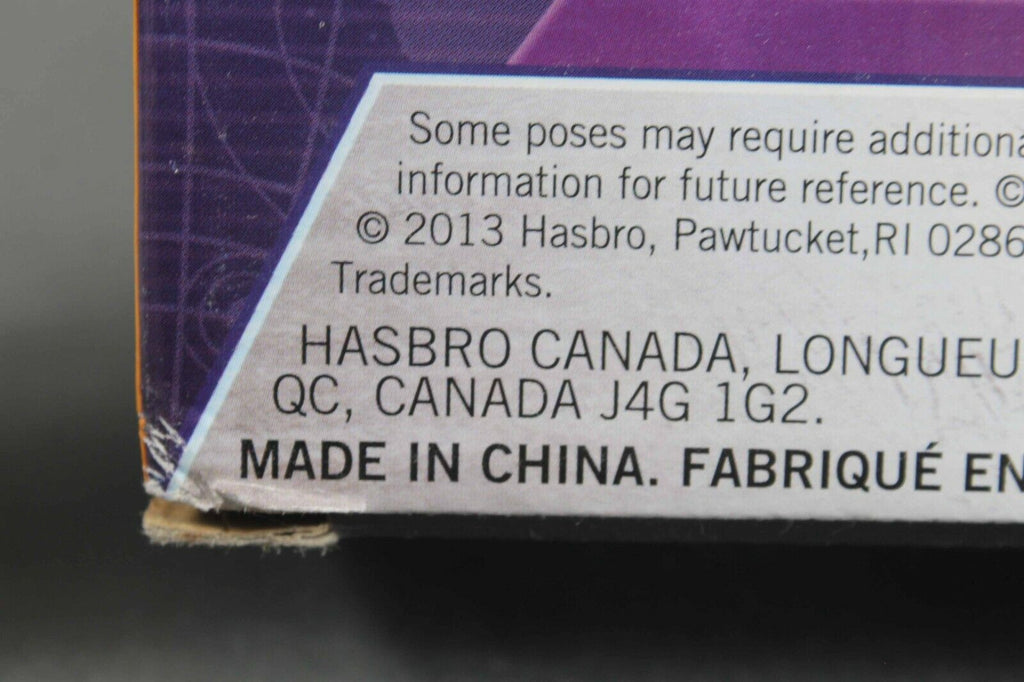 Some poses may require additiona
information for future reference. ©
© 2013 Hasbro, Pawtucket,RI 0286
Trademarks.
HASBRO CANADA, LONGUEU
QC, CANADA J4G 1G2.
MADE IN CHINA. FABRIQUÉ EN